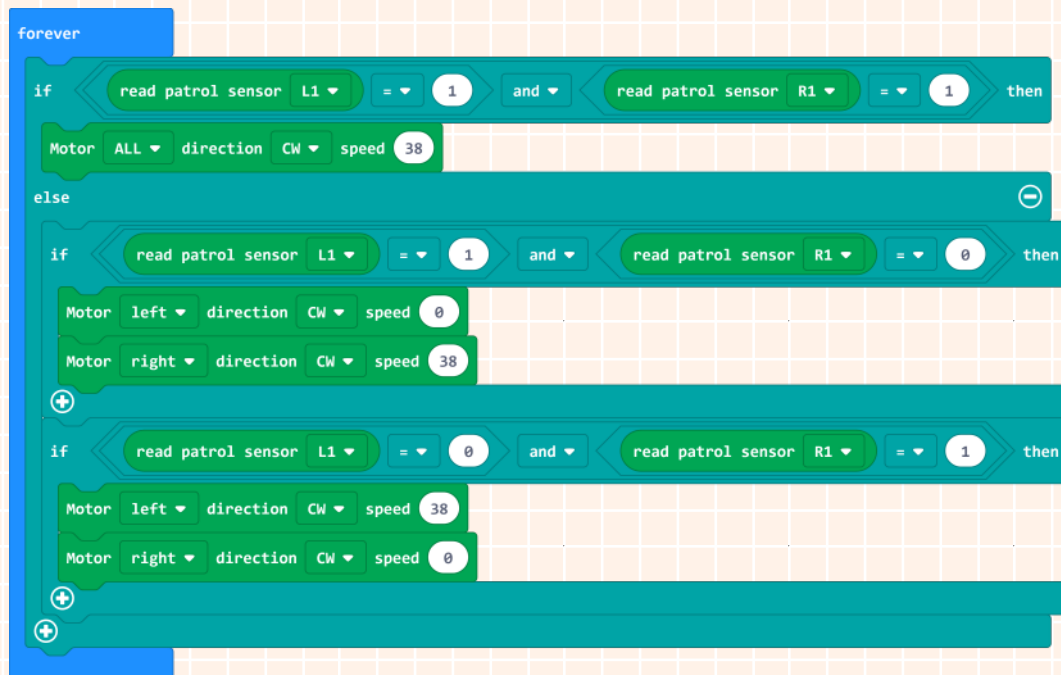 forever
if read patrol sensor L1 = 1 and read patrol sensor R1 = 1 then
Motor ALL direction CW speed 38
else
if read patrol sensor L1 = 1 and read patrol sensor R1 = 0 then
Motor left direction CW speed 0
Motor right direction CW speed 38
if read patrol sensor L1 = 0 and read patrol sensor R1 = 1 then
Motor left direction CW speed 38
Motor right direction CW speed 0